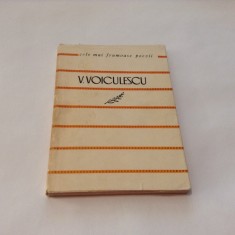 cele mai frumoase poezii
V. VOICULESCU